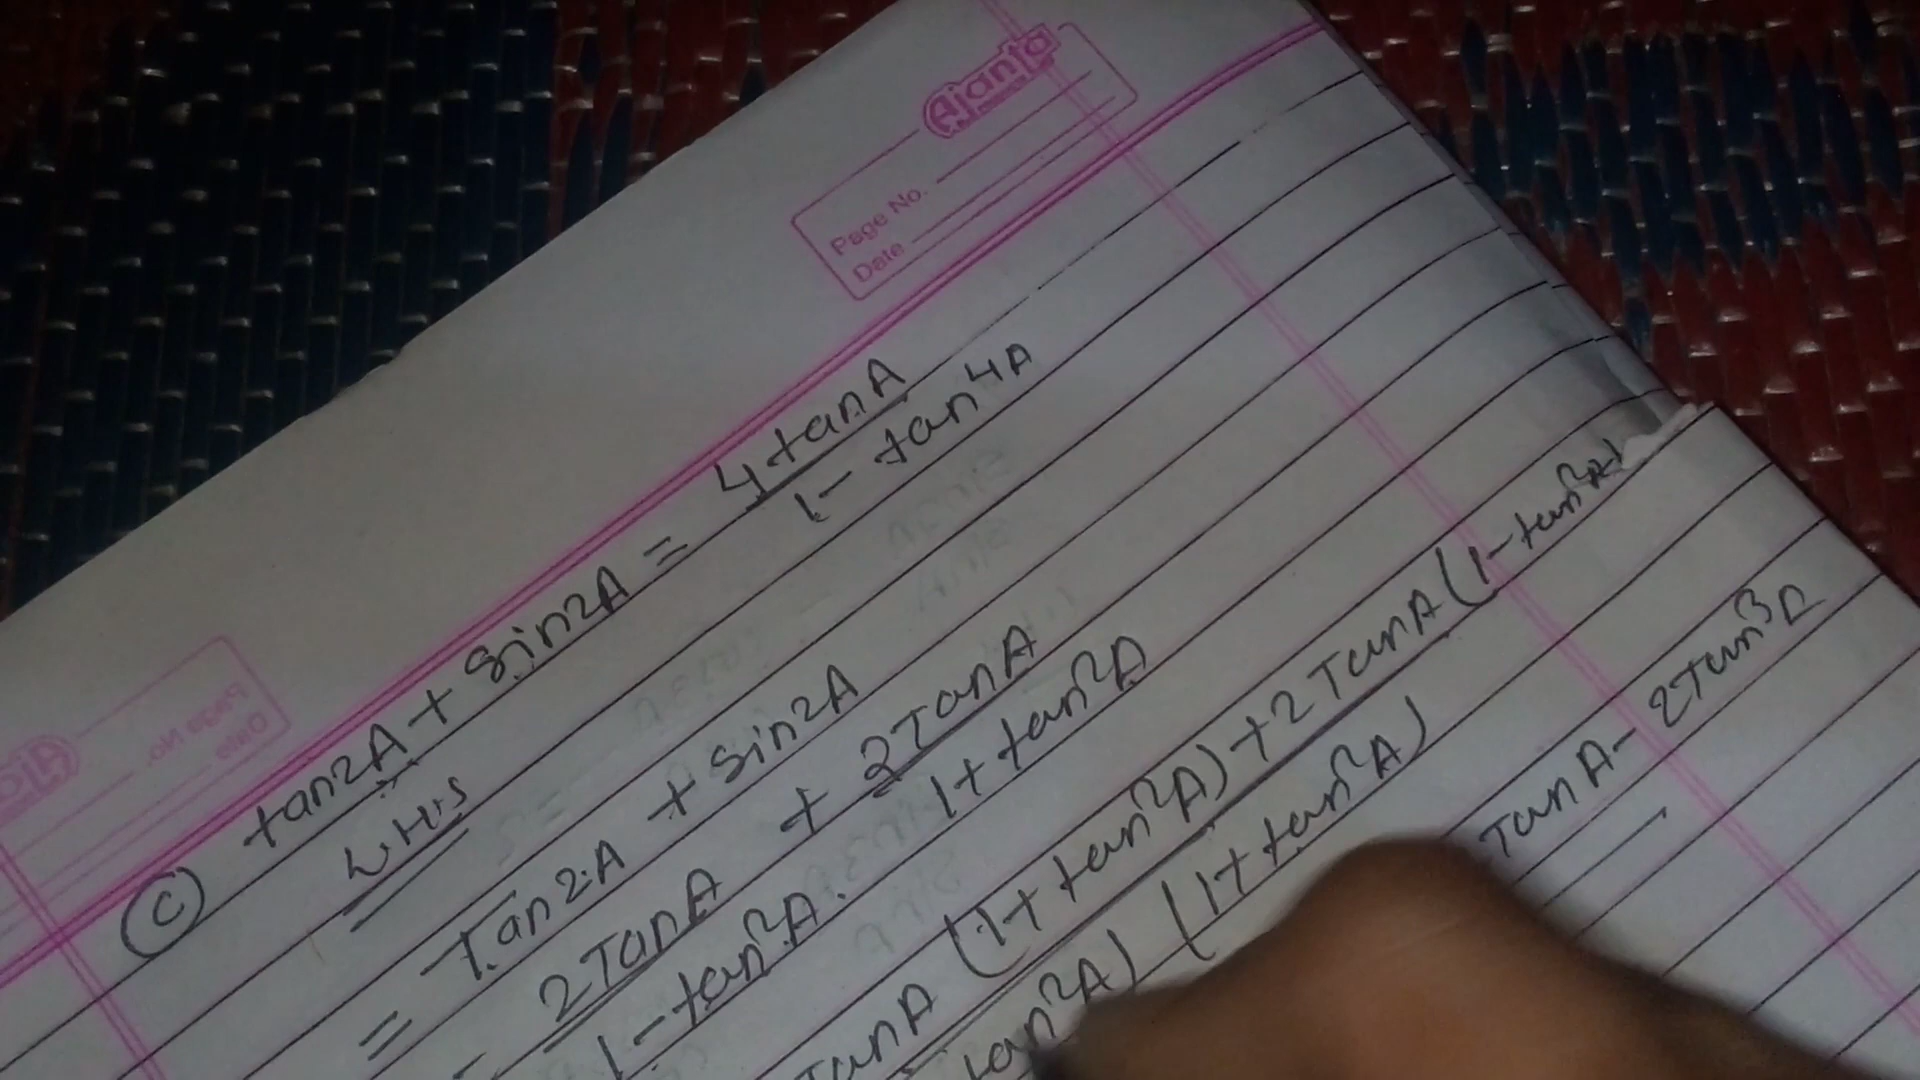 Ajanta
Page No.
Date
(c) tan2A + sin2A = 4tanA / 1 - tan⁴A
LHS
= Tan2A + sin2A
= 2TanA / 1 - tan²A + 2TanA / 1 + tan²A
TanA (1 + tan²A) + 2TanA (1 - tan²A)
tan²A) (1 + tan²A)
TanA - 2Tan³A